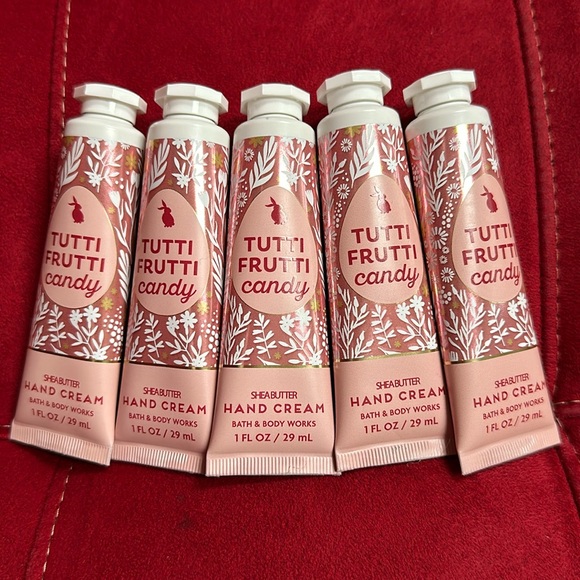 TUTTI
FRUTTI
candy
SHEA BUTTER
HAND CREAM
BATH & BODY WORKS
1 FL OZ / 29 mL
TUTTI
FRUTTI
candy
SHEA BUTTER
HAND CREAM
BATH & BODY WORKS
1 FL OZ / 29 mL
TUTTI
FRUTTI
candy
SHEA BUTTER
HAND CREAM
BATH & BODY WORKS
1 FL OZ / 29 mL
TUTTI
FRUTTI
candy
SHEA BUTTER
HAND CREAM
BATH & BODY WORKS
1 FL OZ / 29 mL
TUTTI
FRUTTI
candy
SHEA BUTTER
HAND CREAM
BATH & BODY WORKS
1 FL OZ / 29 mL